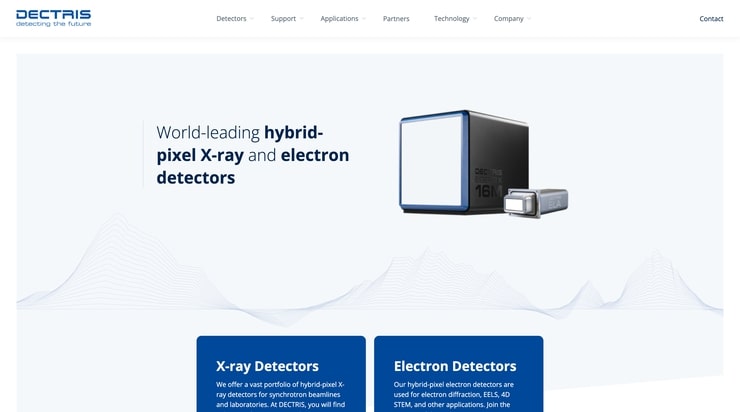 DECTRIS
detecting the future
Detectors Support Applications Partners Technology Company Contact
World-leading hybrid-
pixel X-ray and electron
detectors
DECTRIS
16M
X-ray Detectors
We offer a vast portfolio of hybrid-pixel X-
ray detectors for synchrotron beamlines
and laboratories. At DECTRIS, you will find
Electron Detectors
Our hybrid-pixel electron detectors are
used for electron diffraction, EELS, 4D
STEM, and other applications. Join the